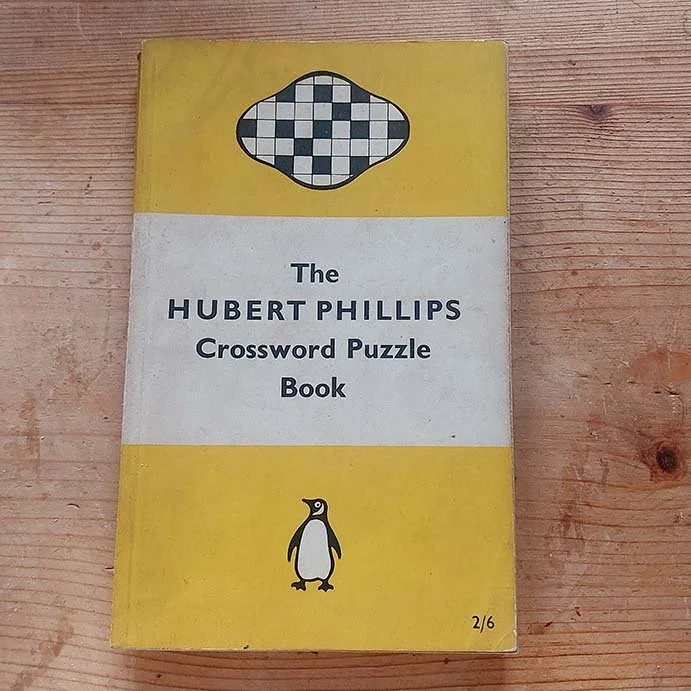 The
HUBERT PHILLIPS
Crossword Puzzle
Book
2/6